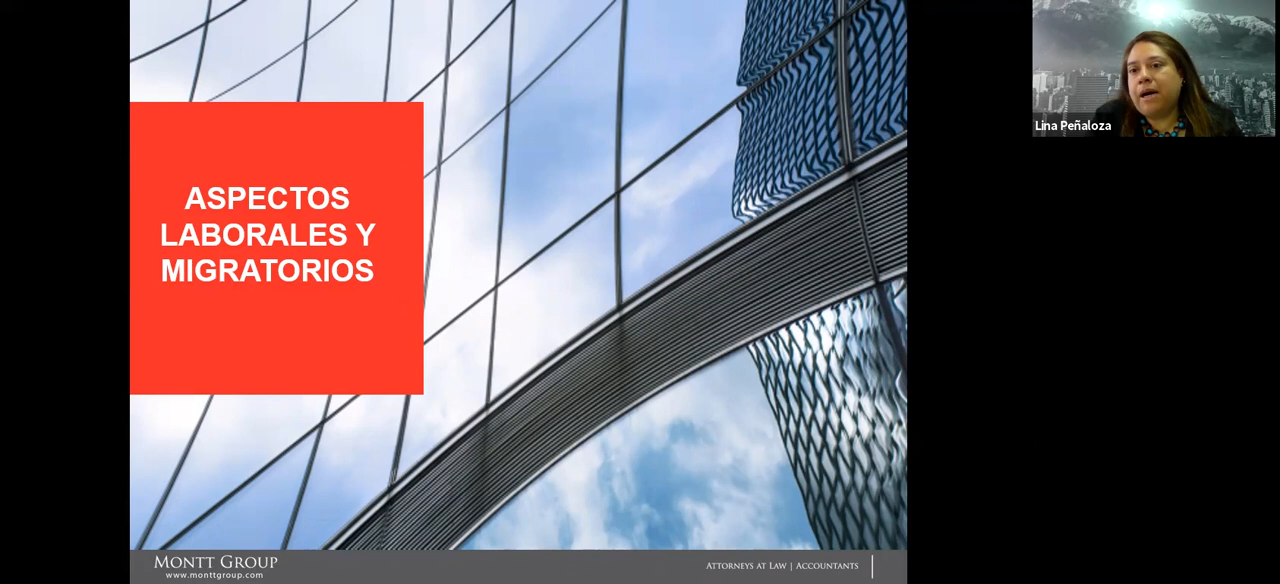 ASPECTOS
LABORALES Y
MIGRATORIOS
Lina Peñaloza
MONTT GROUP
www.monttgroup.com
ATTORNEYS AT LAW | ACCOUNTANTS